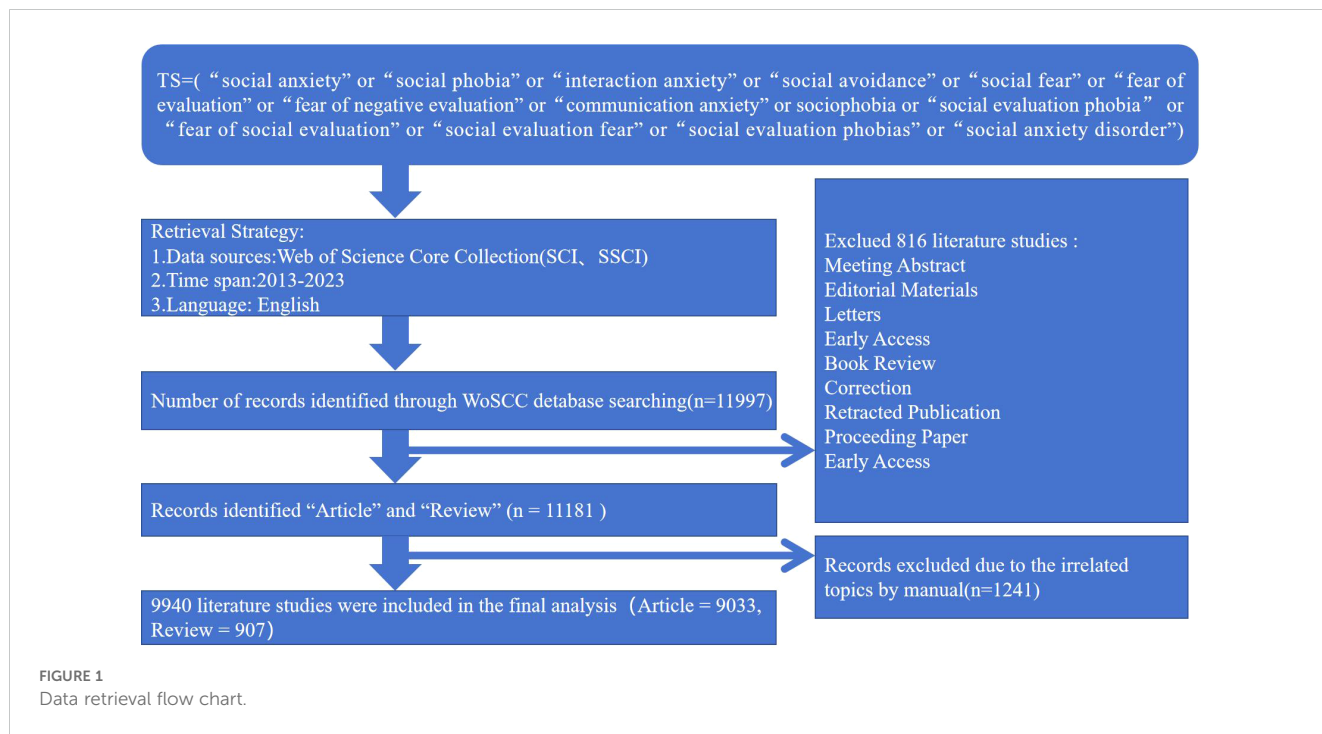 TS=( “social anxiety” or “social phobia” or “interaction anxiety” or “social avoidance” or “social fear” or “fear of
evaluation” or “fear of negative evaluation” or “communication anxiety” or sociophobia or “social evaluation phobia” or
“fear of social evaluation” or “social evaluation fear” or “social evaluation phobias” or “social anxiety disorder”)
Retrieval Strategy:
1.Data sources:Web of Science Core Collection(SCI、SSCI)
2.Time span:2013-2023
3.Language: English
Number of records identified through WoSCC detabase searching(n=11997)
Exclued 816 literature studies :
Meeting Abstract
Editorial Materials
Letters
Early Access
Book Review
Correction
Retracted Publication
Proceeding Paper
Early Access
Records identified “Article” and “Review” (n = 11181 )
Records excluded due to the irrelated
topics by manual(n=1241)
9940 literature studies were included in the final analysis（Article = 9033,
Review = 907）
FIGURE 1
Data retrieval flow chart.